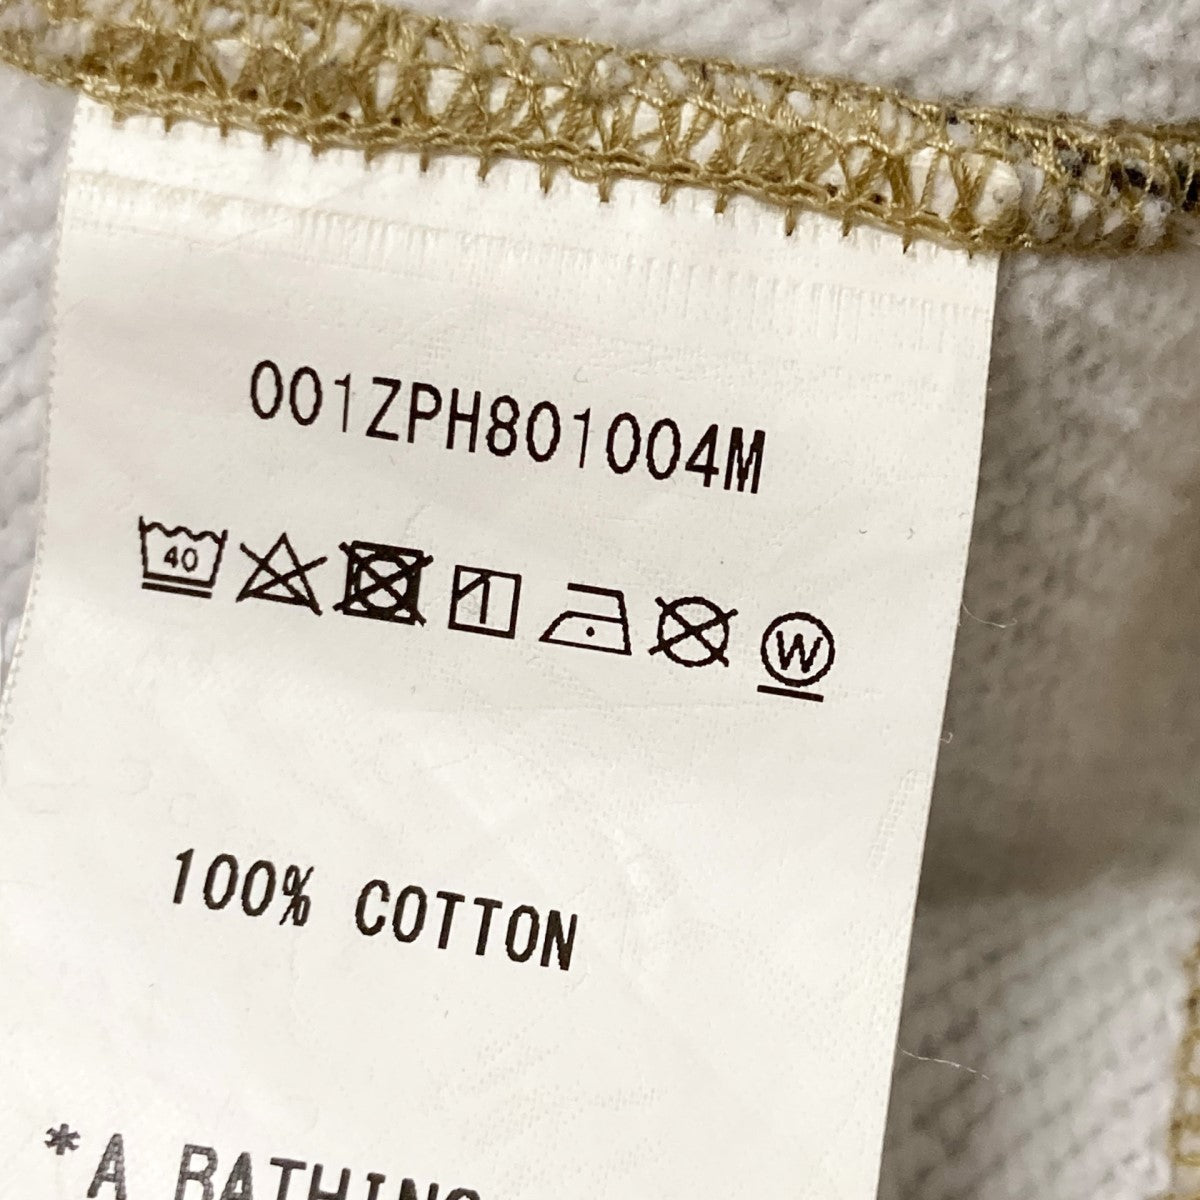 001ZPH801004M
40 W
100% COTTON
*A BATHING